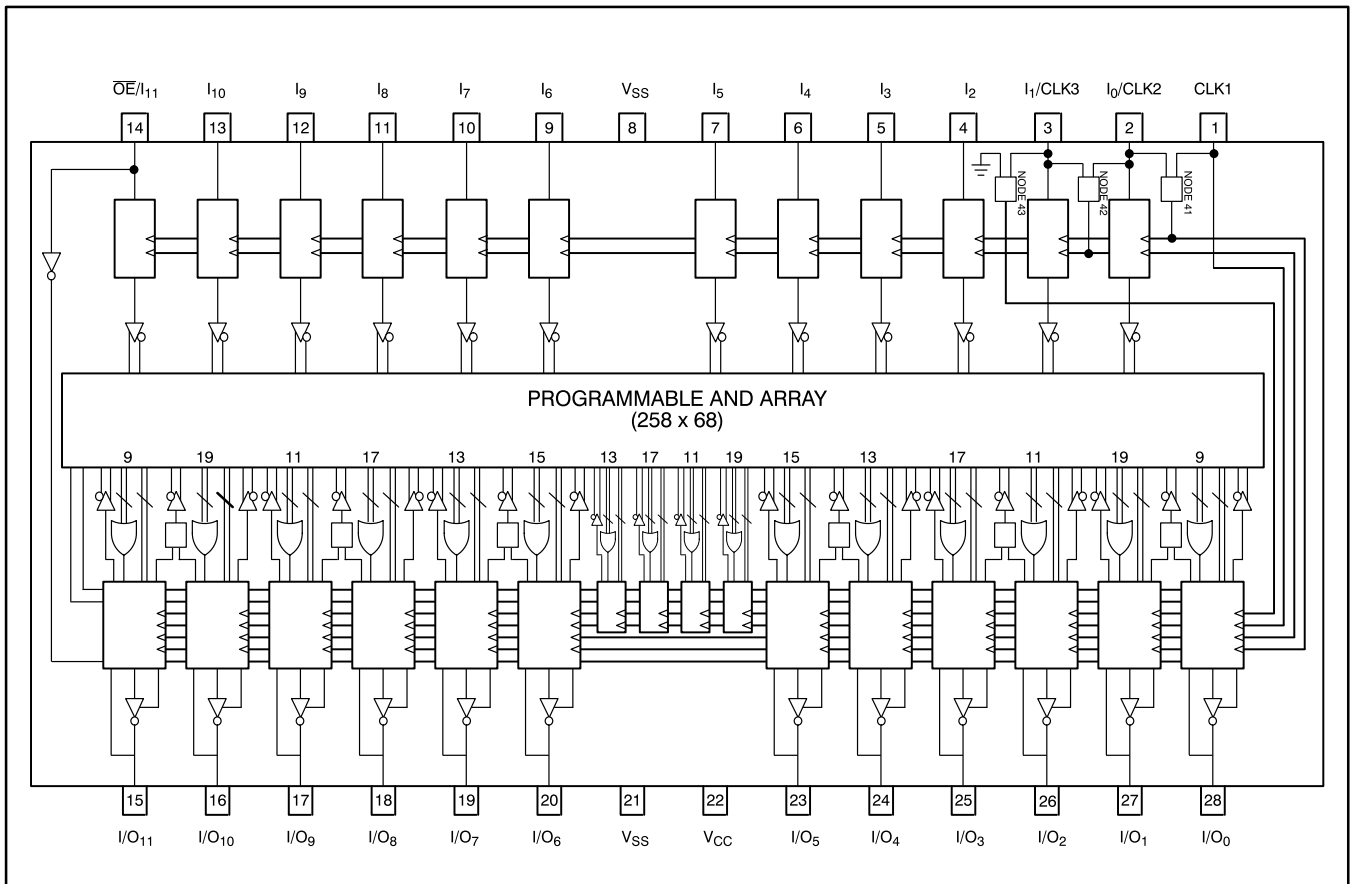 OE/I11 I10 I9 I8 I7 I6 VSS I5 I4 I3 I2 I1/CLK3 I0/CLK2 CLK1
14 13 12 11 10 9 8 7 6 5 4 3 2 1
NODE 43 NODE 42 NODE 41
PROGRAMMABLE AND ARRAY
(258 x 68)
9 19 11 17 13 15 13 17 11 19 15 13 17 11 19 9
15 16 17 18 19 20 21 22 23 24 25 26 27 28
I/O11 I/O10 I/O9 I/O8 I/O7 I/O6 VSS VCC I/O5 I/O4 I/O3 I/O2 I/O1 I/O0